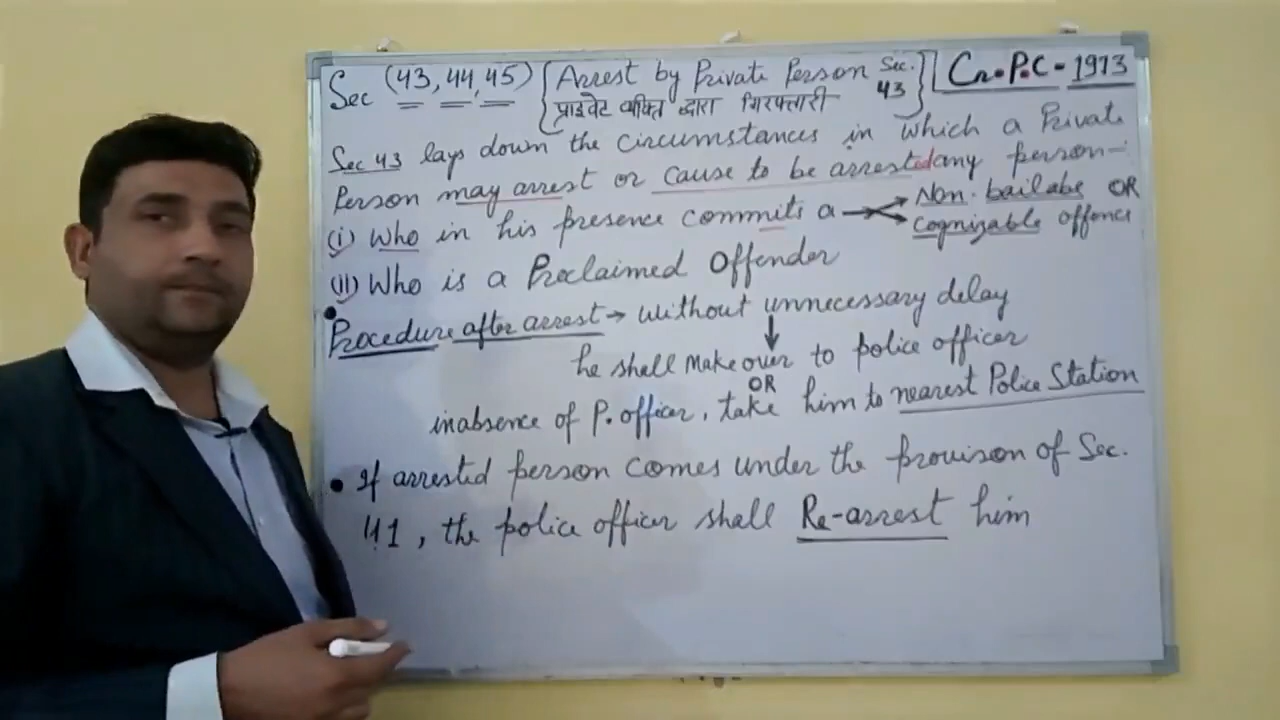 Sec (43, 44, 45) { Arrest by Private Person Sec. 43 } Cr.P.C - 1973
प्राइवेट व्यक्ति द्वारा गिरफ्तारी
Sec 43 lays down the circumstances in which a Private
Person may arrest or cause to be arrested any person-:
(i) Who in his presence commits a Non-bailabe OR
Cognizable offence
(II) Who is a Proclaimed Offender
• Procedure after arrest → Without unnecessary delay
he shall make over to police officer
OR
inabsence of P. officer, take him to nearest Police Station
• If arrested person comes under the provison of Sec.
41, the police officer shall Re-arrest him